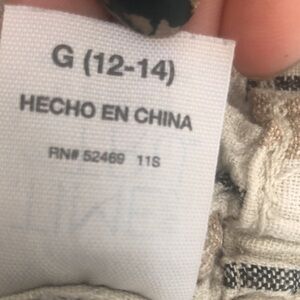 G (12-14)
HECHO EN CHINA
RN# 52469 11S